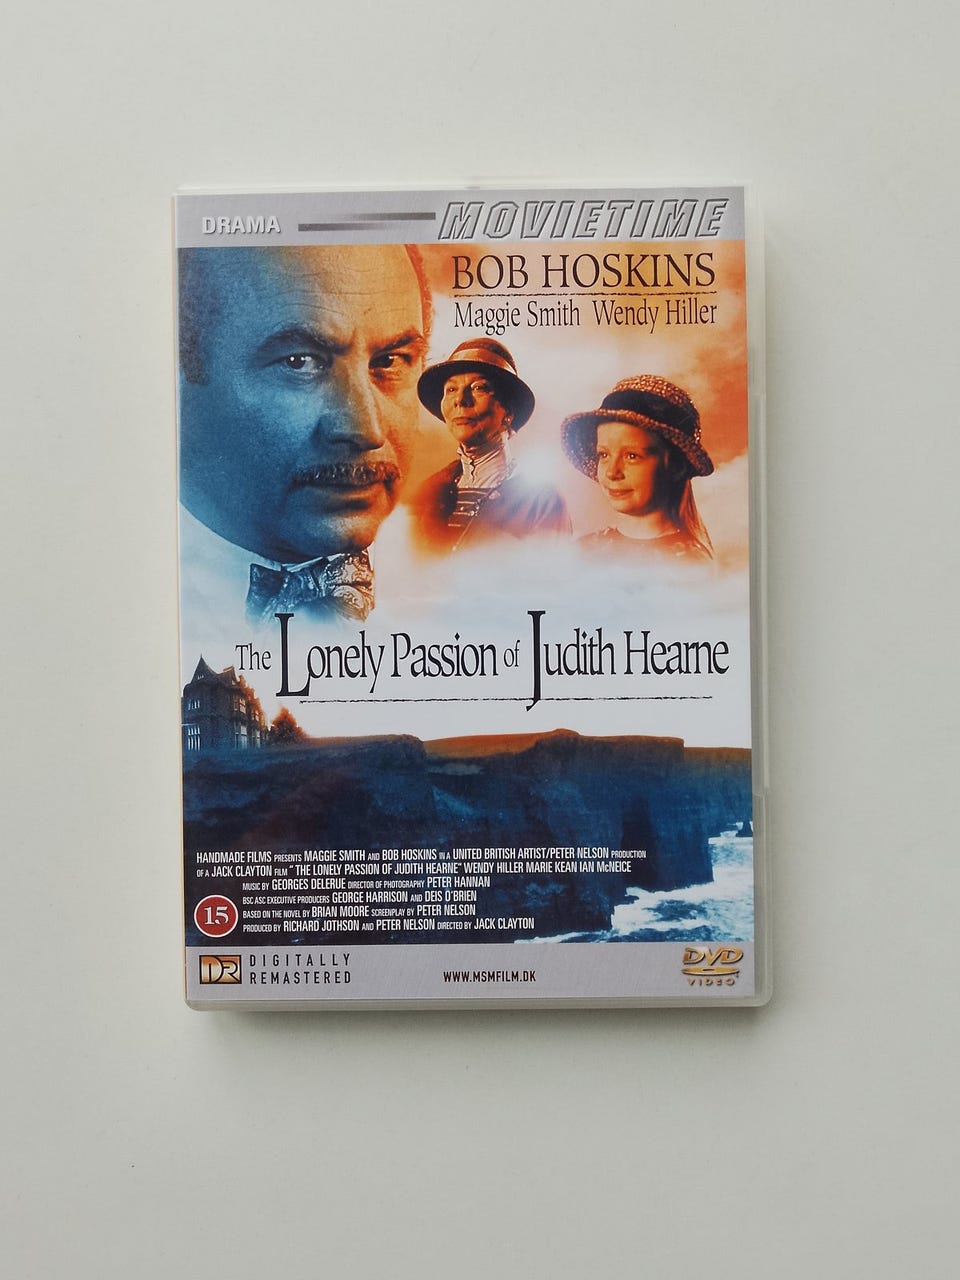 DRAMA MOVIETIME
BOB HOSKINS
Maggie Smith Wendy Hiller
The Lonely Passion of Judith Hearne
HANDMADE FILMS PRESENTS MAGGIE SMITH AND BOB HOSKINS IN A UNITED BRITISH ARTIST/PETER NELSON PRODUCTION
OF A JACK CLAYTON FILM "THE LONELY PASSION OF JUDITH HEARNE" WENDY HILLER MARIE KEAN IAN McNEICE
MUSIC BY GEORGES DELERUE DIRECTOR OF PHOTOGRAPHY PETER HANNAN
BSC ASC EXECUTIVE PRODUCERS GEORGE HARRISON AND DEIS O'BRIEN
BASED ON THE NOVEL BY BRIAN MOORE SCREENPLAY BY PETER NELSON
PRODUCED BY RICHARD JOTHSON AND PETER NELSON DIRECTED BY JACK CLAYTON
15
DR DIGITALLY
REMASTERED
WWW.MSMFILM.DK
DVD
VIDEO